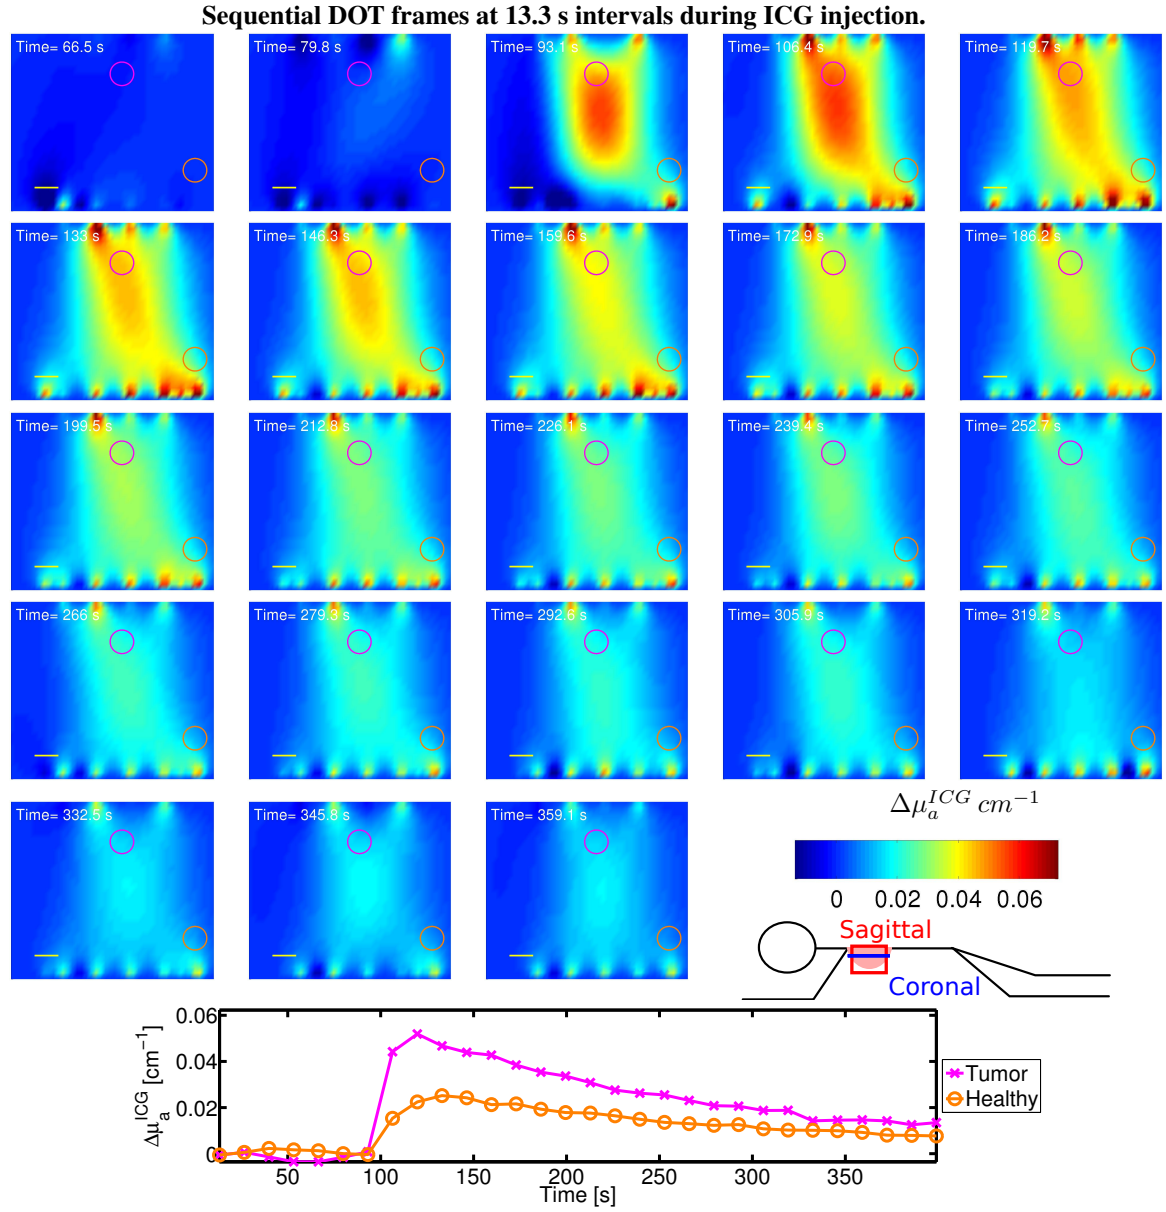 Sequential DOT frames at 13.3 s intervals during ICG injection.
Time= 66.5 s
Time= 79.8 s
Time= 93.1 s
Time= 106.4 s
Time= 119.7 s
Time= 133 s
Time= 146.3 s
Time= 159.6 s
Time= 172.9 s
Time= 186.2 s
Time= 199.5 s
Time= 212.8 s
Time= 226.1 s
Time= 239.4 s
Time= 252.7 s
Time= 266 s
Time= 279.3 s
Time= 292.6 s
Time= 305.9 s
Time= 319.2 s
Time= 332.5 s
Time= 345.8 s
Time= 359.1 s
Δμ_a^{ICG} cm^{-1}
0 0.02 0.04 0.06
Sagittal
Coronal
Δμ_a^{ICG} [cm^{-1}]
0.06
0.04
0.02
0
50 100 150 200 250 300 350
Time [s]
Tumor
Healthy